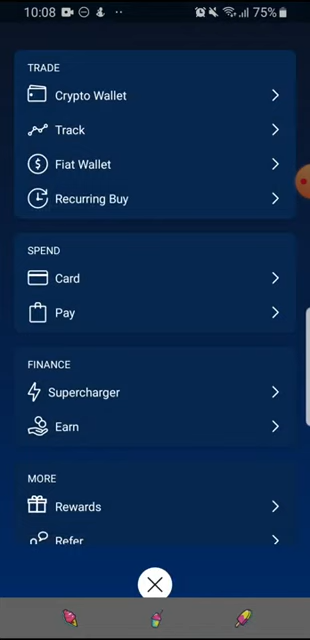 10:08
75%
TRADE
Crypto Wallet
Track
Fiat Wallet
Recurring Buy
SPEND
Card
Pay
FINANCE
Supercharger
Earn
MORE
Rewards
Refer